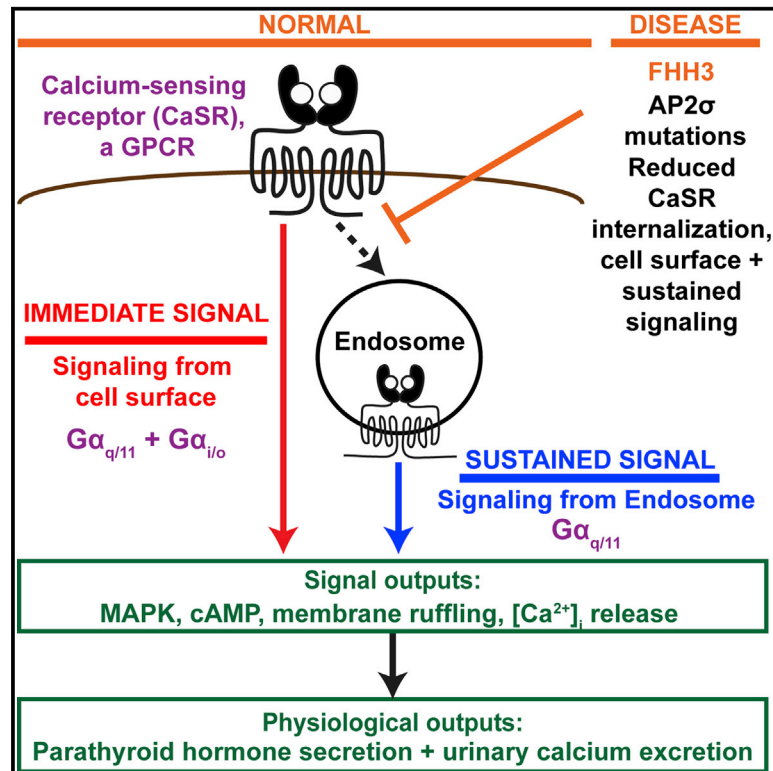 NORMAL
DISEASE
Calcium-sensing
receptor (CaSR),
a GPCR
FHH3
AP2σ
mutations
Reduced
CaSR
internalization,
cell surface +
sustained
signaling
IMMEDIATE SIGNAL
Signaling from
cell surface
Gαq/11 + Gαi/o
Endosome
SUSTAINED SIGNAL
Signaling from Endosome
Gαq/11
Signal outputs:
MAPK, cAMP, membrane ruffling, [Ca²⁺]i release
Physiological outputs:
Parathyroid hormone secretion + urinary calcium excretion